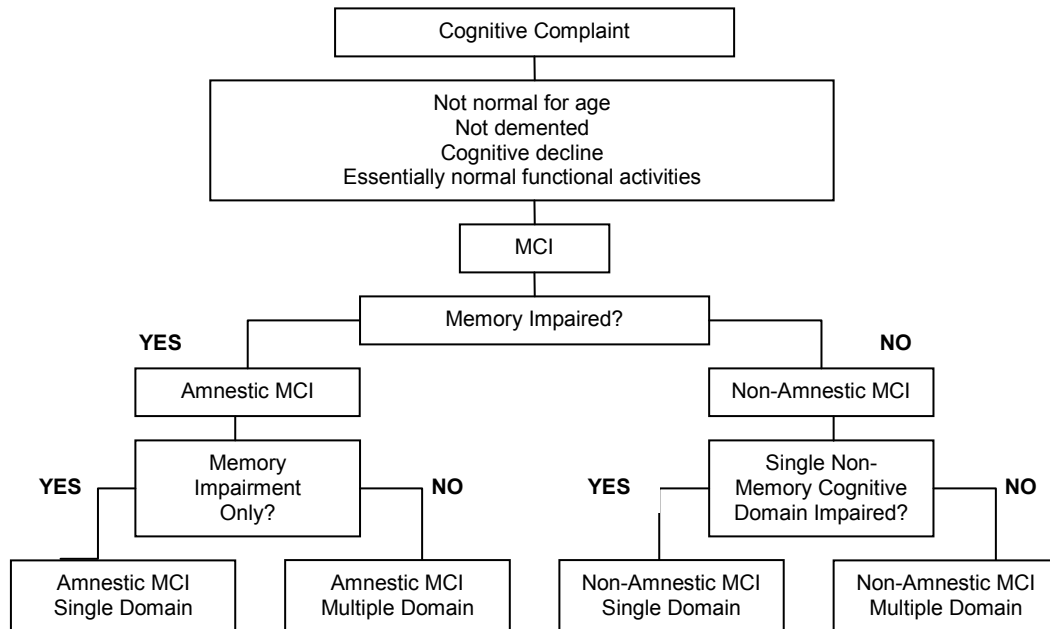 Cognitive Complaint
Not normal for age
Not demented
Cognitive decline
Essentially normal functional activities
MCI
Memory Impaired?
YES
NO
Amnestic MCI
Non-Amnestic MCI
Memory
Impairment
Only?
YES
NO
Single Non-
Memory Cognitive
Domain Impaired?
YES
NO
Amnestic MCI
Single Domain
Amnestic MCI
Multiple Domain
Non-Amnestic MCI
Single Domain
Non-Amnestic MCI
Multiple Domain